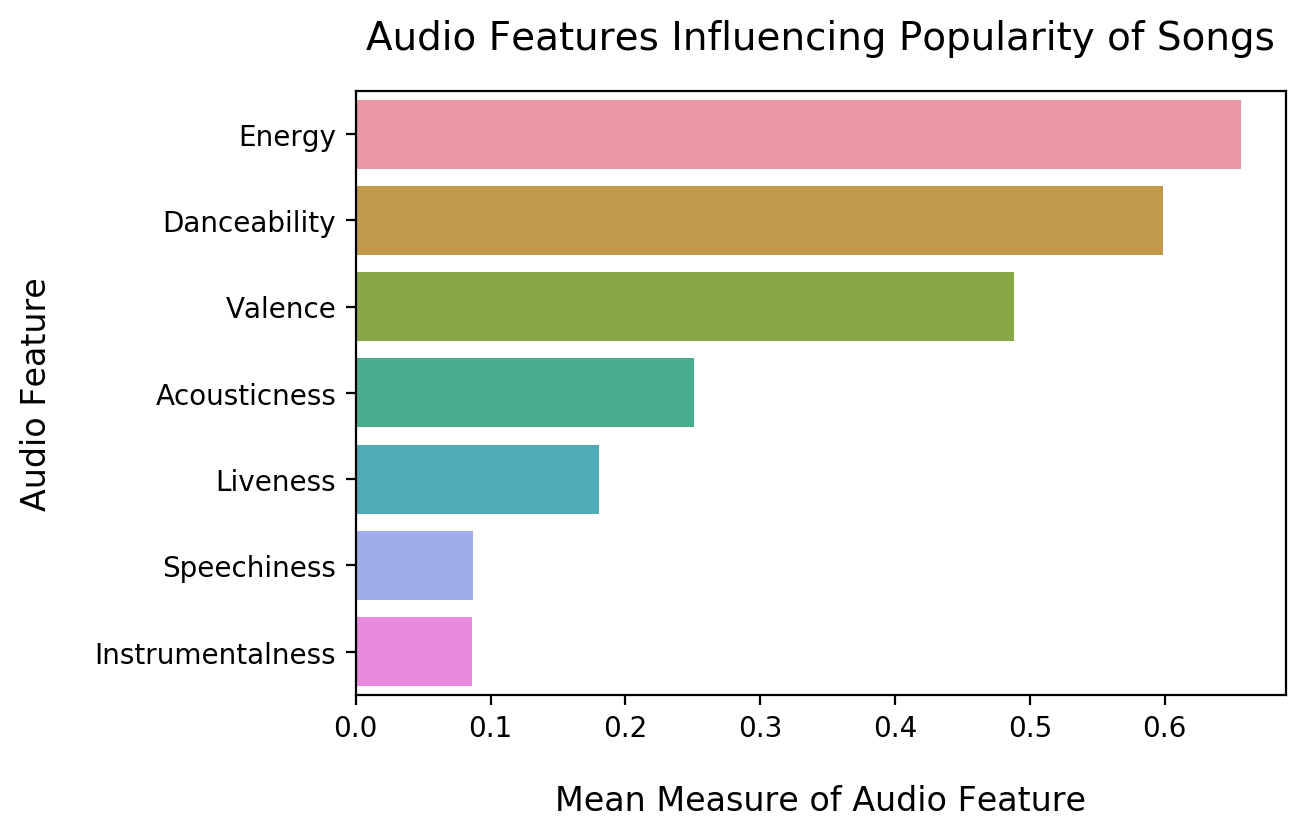 Audio Features Influencing Popularity of Songs
Audio Feature
Energy
Danceability
Valence
Acousticness
Liveness
Speechiness
Instrumentalness
0.0 0.1 0.2 0.3 0.4 0.5 0.6
Mean Measure of Audio Feature